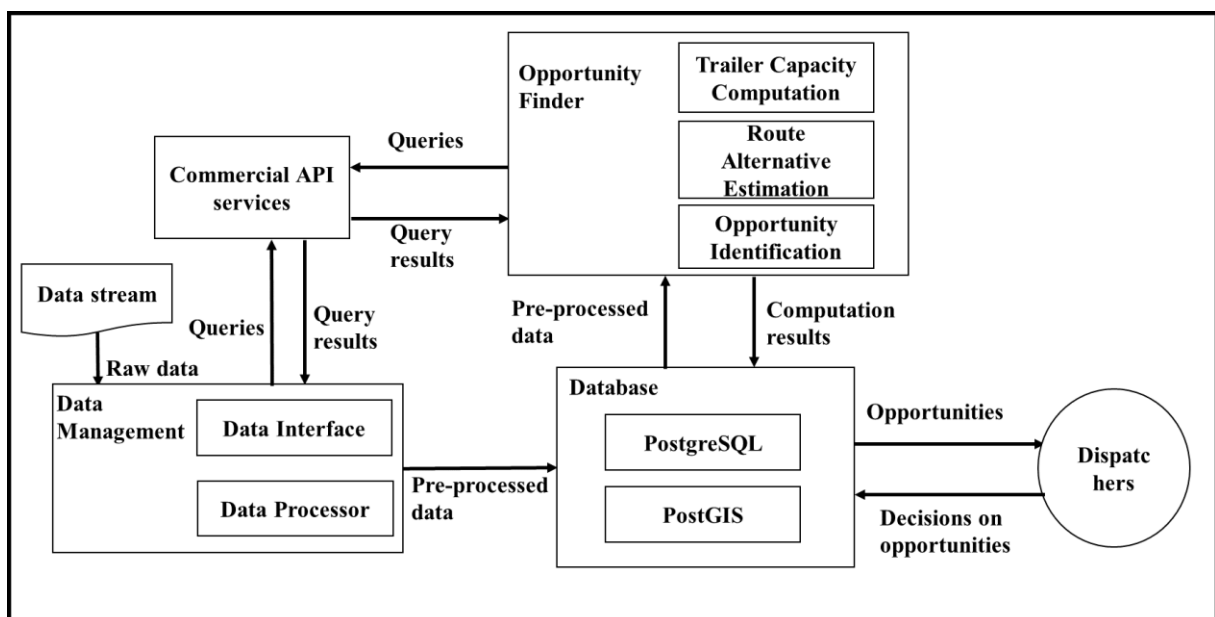 Opportunity
Finder
Trailer Capacity
Computation
Route
Alternative
Estimation
Opportunity
Identification
Queries
Commercial API
services
Query
results
Data stream
Queries
Query
results
Pre-processed
data
Computation
results
Raw data
Data
Management
Data Interface
Data Processor
Pre-processed
data
Database
PostgreSQL
PostGIS
Opportunities
Dispatc
hers
Decisions on
opportunities